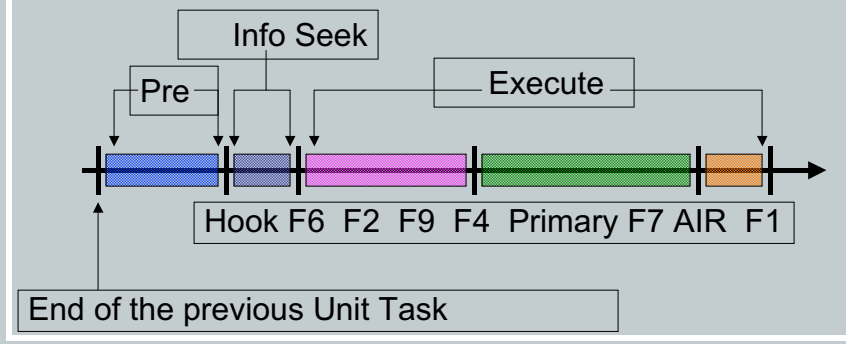 Info Seek
Pre
Execute
Hook F6 F2 F9 F4 Primary F7 AIR F1
End of the previous Unit Task